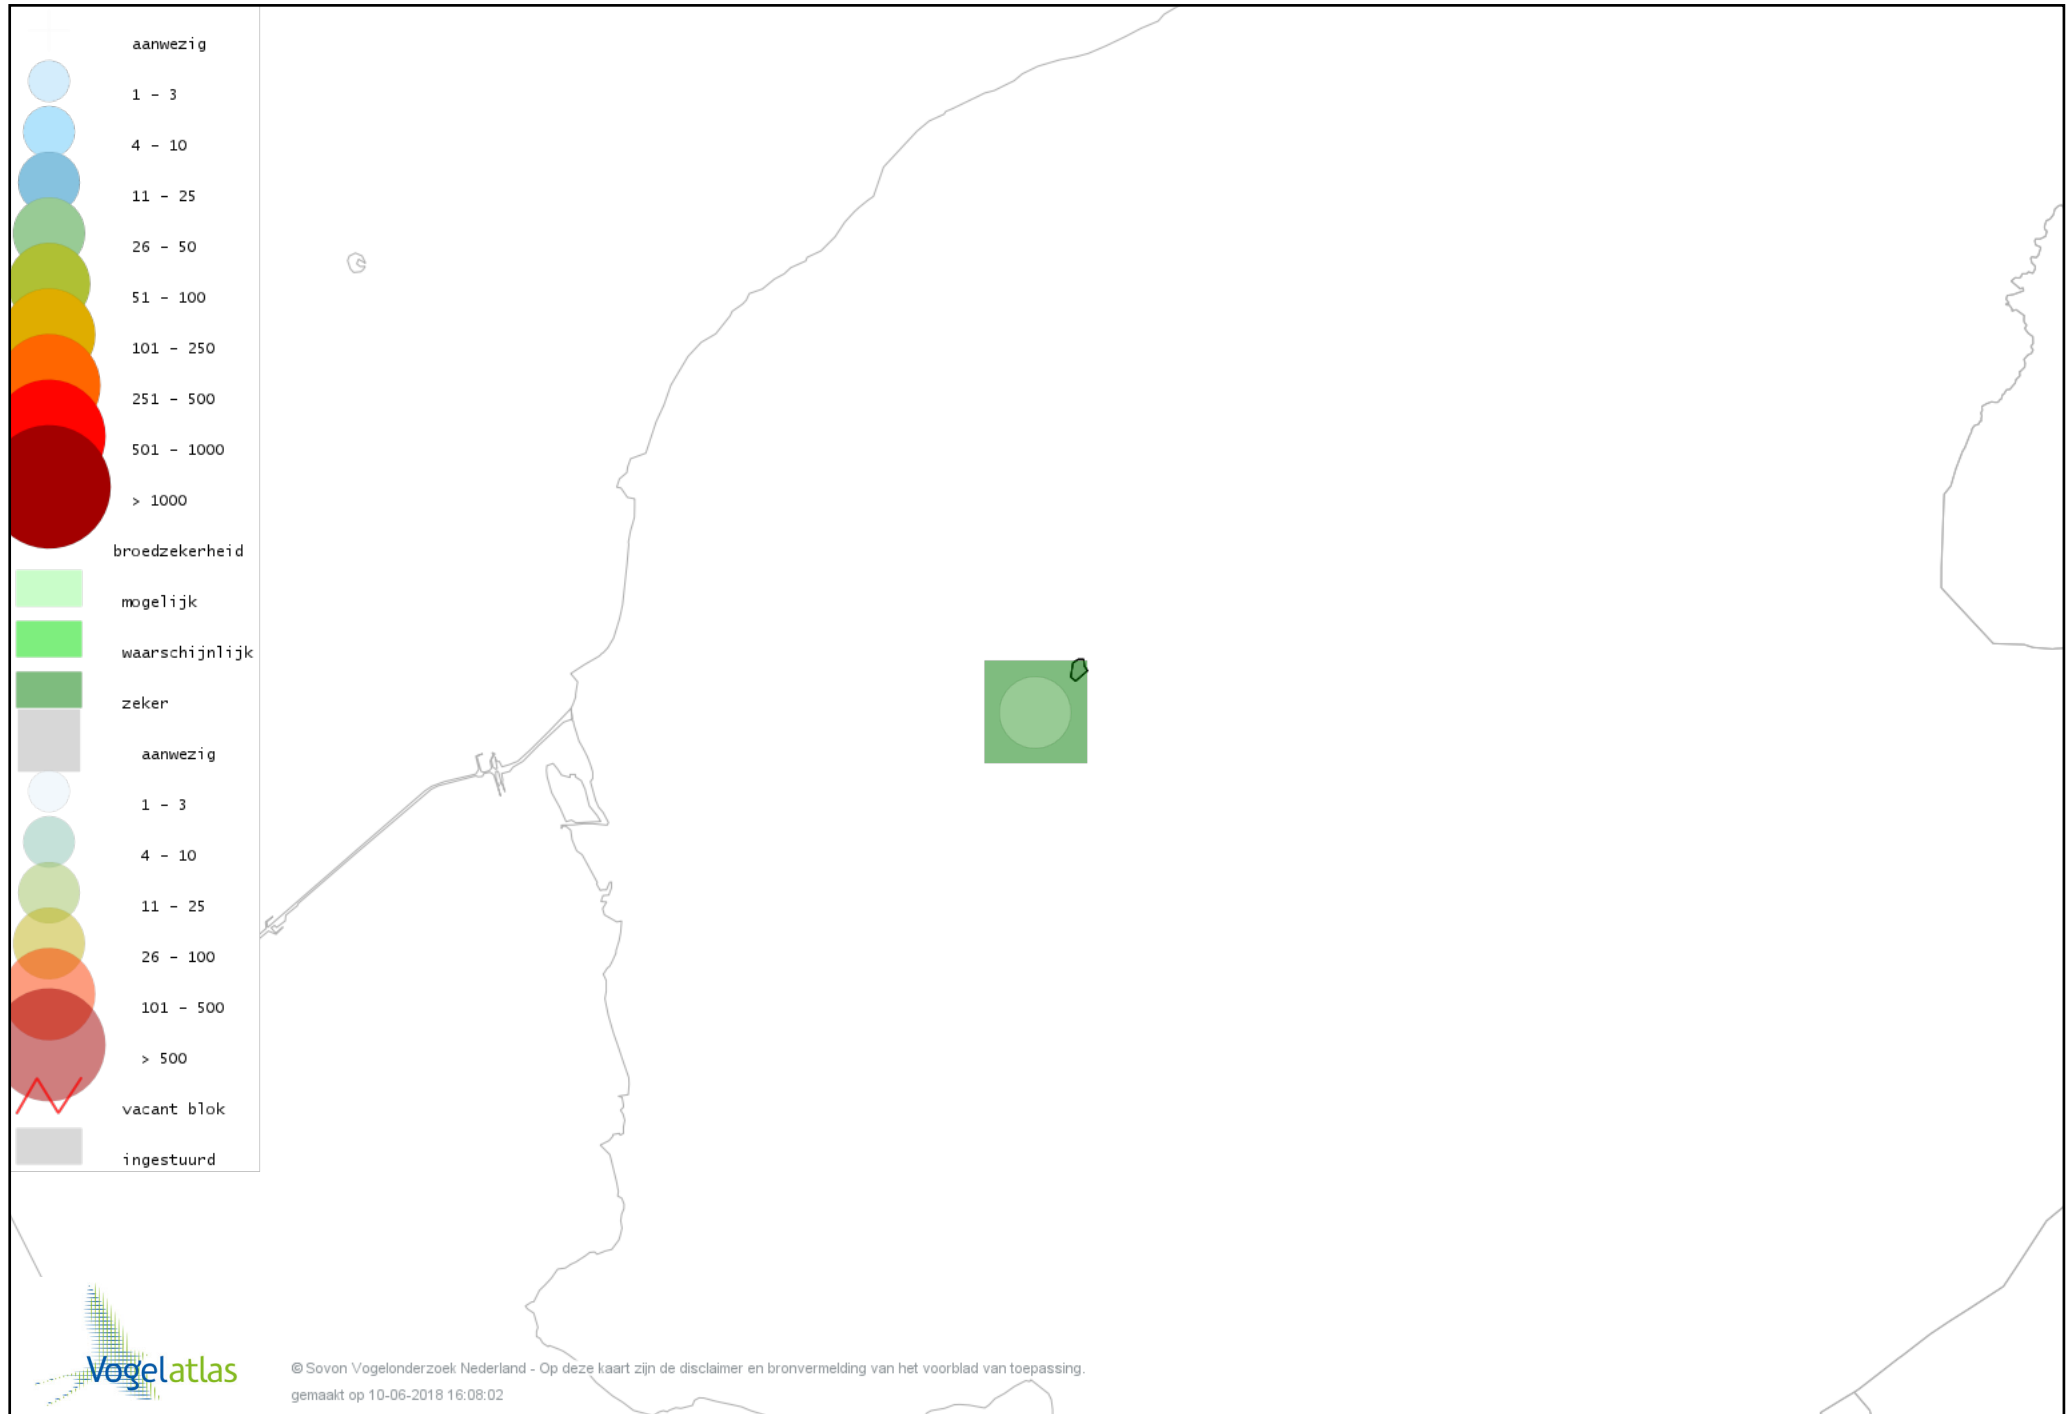 aanwezig
1 - 3
4 - 10
11 - 25
26 - 50
51 - 100
101 - 250
251 - 500
501 - 1000
> 1000
broedzekerheid
mogelijk
waarschijnlijk
zeker
aanwezig
1 - 3
4 - 10
11 - 25
26 - 100
101 - 500
> 500
vacant blok
ingestuurd
Vogelatlas
© Sovon Vogelonderzoek Nederland - Op deze kaart zijn de disclaimer en bronvermelding van het voorblad van toepassing.
gemaakt op 10-06-2018 16:08:02